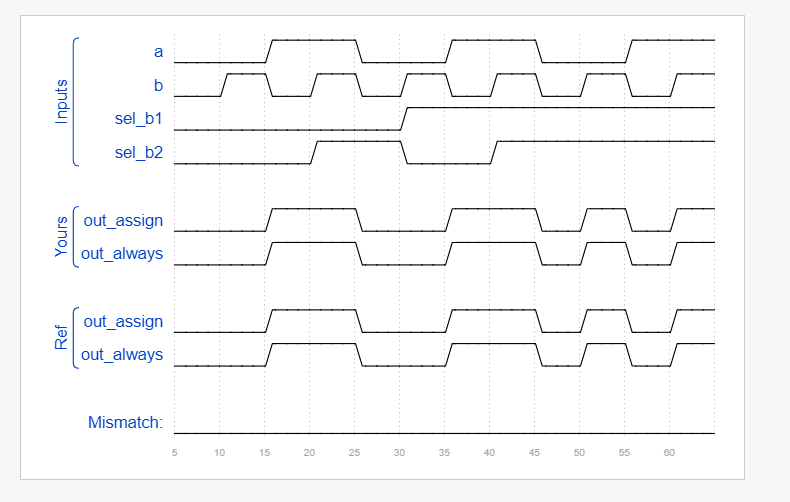 Inputs
a
b
sel_b1
sel_b2
Yours
out_assign
out_always
Ref
out_assign
out_always
Mismatch:
5 10 15 20 25 30 35 40 45 50 55 60